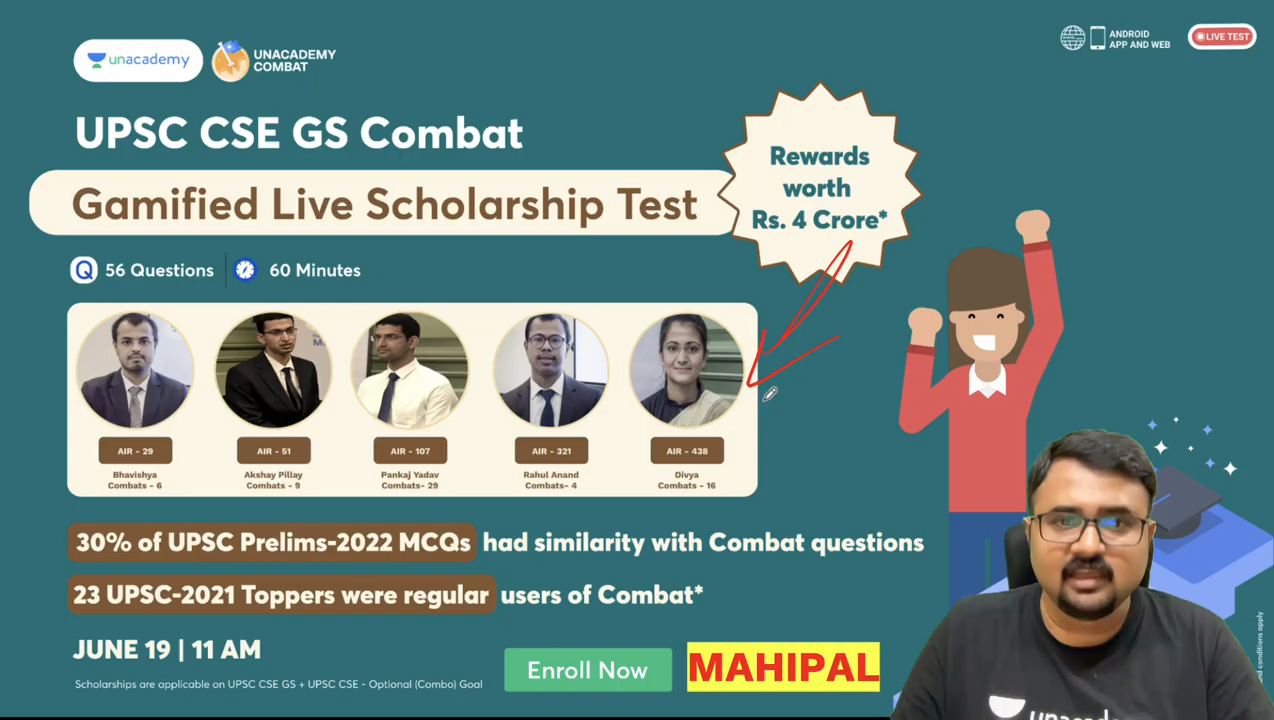 unacademy
UNACADEMY
COMBAT
ANDROID
APP AND WEB
LIVE TEST
UPSC CSE GS Combat
Gamified Live Scholarship Test
Rewards
worth
Rs. 4 Crore*
56 Questions
60 Minutes
AIR - 29
Bhavishya
Combats - 6
AIR - 51
Akshay Pillay
Combats - 9
AIR - 107
Pankaj Yadav
Combats- 29
AIR - 321
Rahul Anand
Combats- 4
AIR - 438
Divya
Combats - 16
30% of UPSC Prelims-2022 MCQs had similarity with Combat questions
23 UPSC-2021 Toppers were regular users of Combat*
JUNE 19 | 11 AM
Enroll Now
MAHIPAL
Scholarships are applicable on UPSC CSE GS + UPSC CSE - Optional (Combo) Goal
conditions apply
unacademy